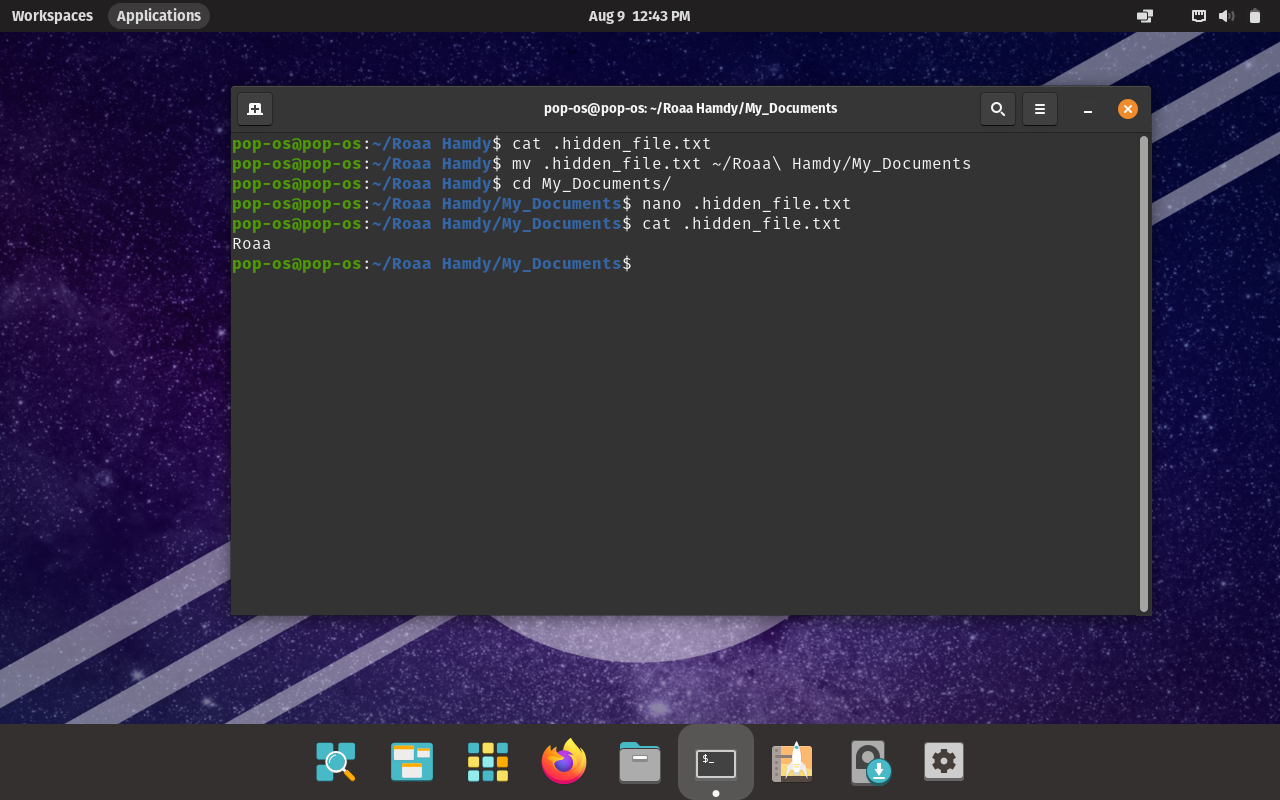 Workspaces Applications Aug 9 12:43 PM
pop-os@pop-os: ~/Roaa Hamdy/My_Documents
pop-os@pop-os:~/Roaa Hamdy$ cat .hidden_file.txt
pop-os@pop-os:~/Roaa Hamdy$ mv .hidden_file.txt ~/Roaa\ Hamdy/My_Documents
pop-os@pop-os:~/Roaa Hamdy$ cd My_Documents/
pop-os@pop-os:~/Roaa Hamdy/My_Documents$ nano .hidden_file.txt
pop-os@pop-os:~/Roaa Hamdy/My_Documents$ cat .hidden_file.txt
Roaa
pop-os@pop-os:~/Roaa Hamdy/My_Documents$
$_